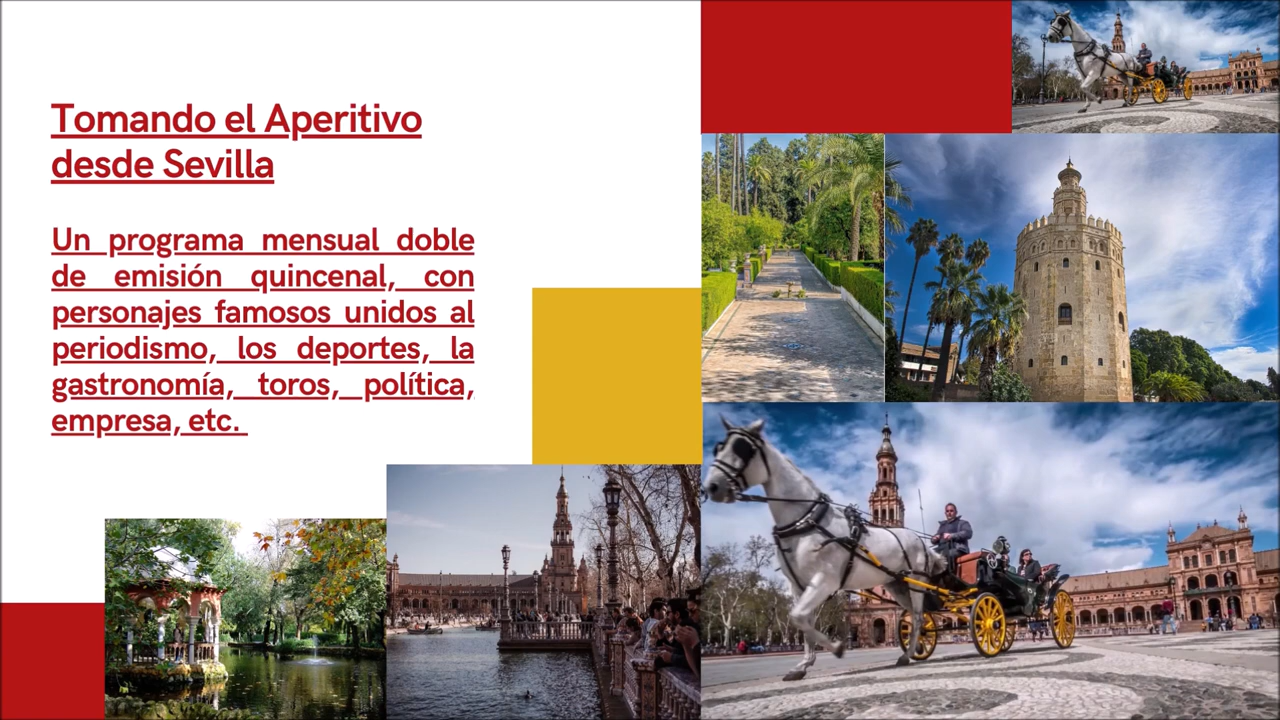 Tomando el Aperitivo
desde Sevilla
Un programa mensual doble
de emisión quincenal, con
personajes famosos unidos al
periodismo, los deportes, la
gastronomía, toros, política,
empresa, etc.